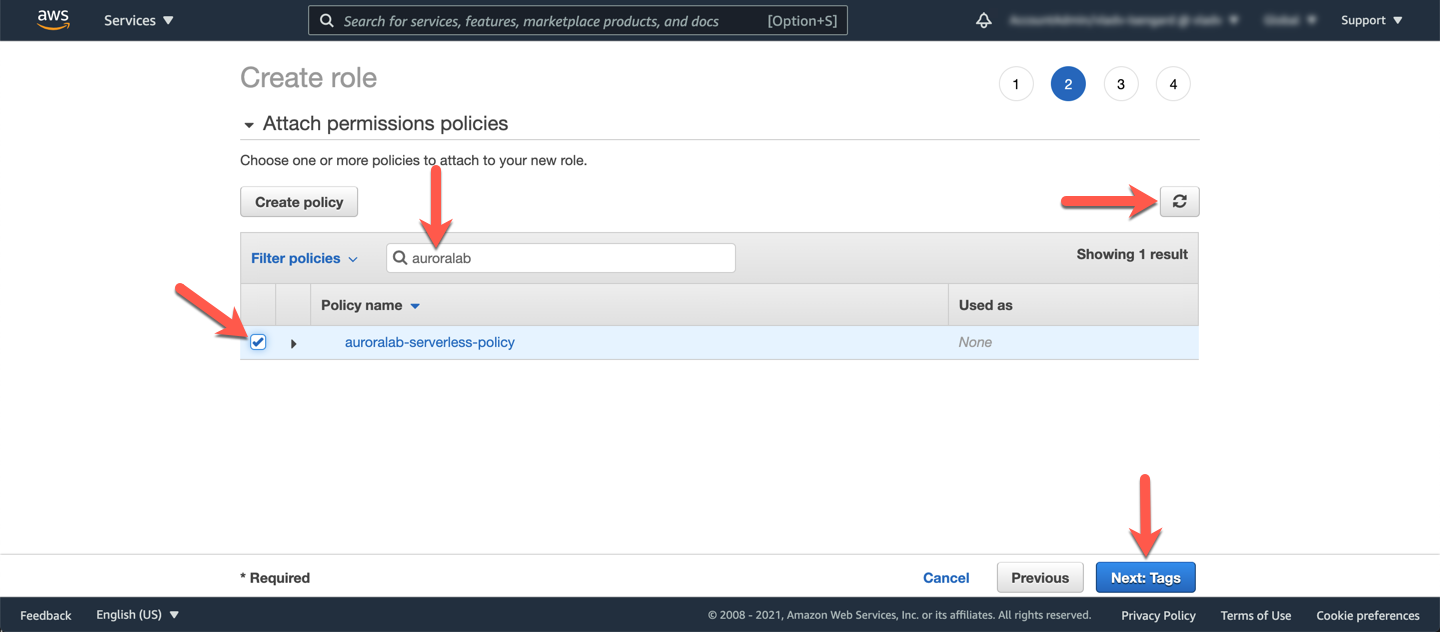 aws Services Search for services, features, marketplace products, and docs [Option+S] Support
Create role 1 2 3 4
Attach permissions policies
Choose one or more policies to attach to your new role.
Create policy
Filter policies auroralab Showing 1 result
Policy name Used as
auroralab-serverless-policy None
* Required Cancel Previous Next: Tags
Feedback English (US) © 2008 - 2021, Amazon Web Services, Inc. or its affiliates. All rights reserved. Privacy Policy Terms of Use Cookie preferences